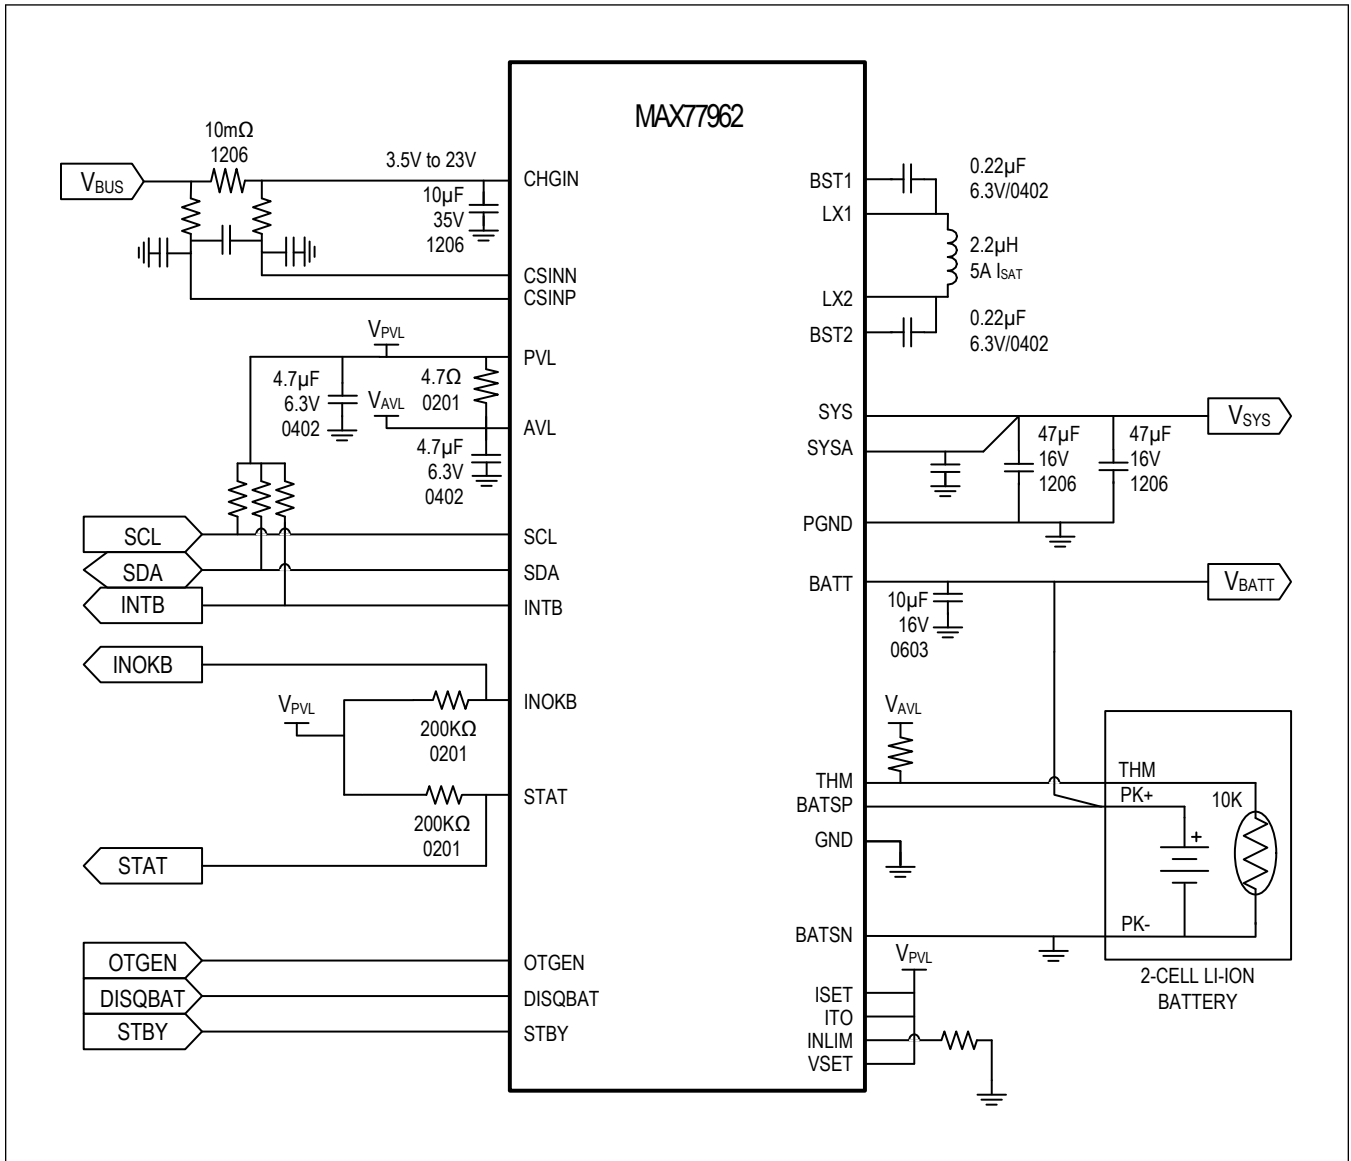 MAX77962
10mΩ
1206
VBUS
3.5V to 23V
10µF
35V
1206
CHGIN
CSINN
CSINP
VPVL
PVL
4.7µF
6.3V
0402
4.7Ω
0201
VAVL
AVL
4.7µF
6.3V
0402
SCL
SCL
SDA
SDA
INTB
INTB
INOKB
INOKB
VPVL
200KΩ
0201
STAT
200KΩ
0201
STAT
OTGEN
OTGEN
DISQBAT
DISQBAT
STBY
STBY
BST1
0.22µF
6.3V/0402
LX1
2.2µH
5A ISAT
LX2
BST2
0.22µF
6.3V/0402
SYS
VSYS
SYSA
47µF
16V
1206
47µF
16V
1206
PGND
BATT
VBATT
10µF
16V
0603
VAVL
THM
THM
BATSP
PK+
10K
+
GND
BATSN
PK-
VPVL
2-CELL LI-ION
BATTERY
ISET
ITO
INLIM
VSET